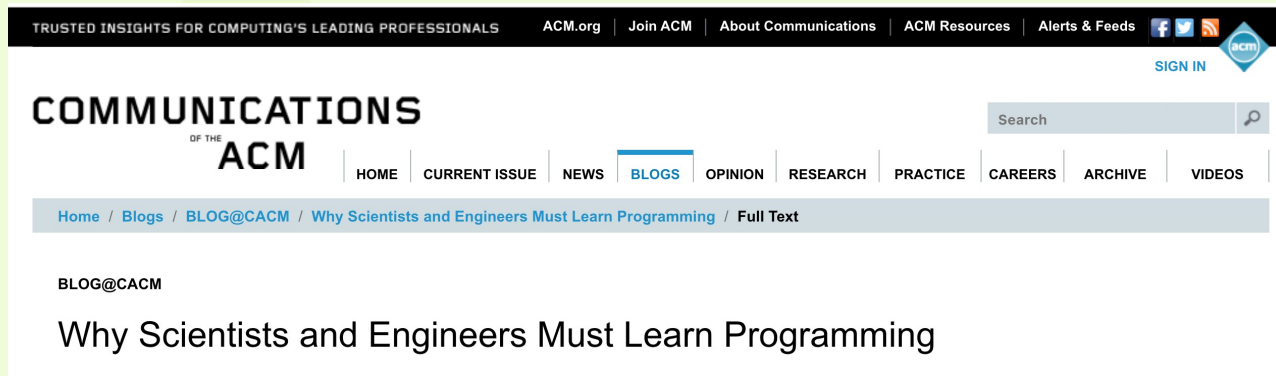 TRUSTED INSIGHTS FOR COMPUTING'S LEADING PROFESSIONALS
ACM.org | Join ACM | About Communications | ACM Resources | Alerts & Feeds
acm
SIGN IN
COMMUNICATIONS
OF THE ACM
Search
HOME CURRENT ISSUE NEWS BLOGS OPINION RESEARCH PRACTICE CAREERS ARCHIVE VIDEOS
Home / Blogs / BLOG@CACM / Why Scientists and Engineers Must Learn Programming / Full Text
BLOG@CACM
Why Scientists and Engineers Must Learn Programming